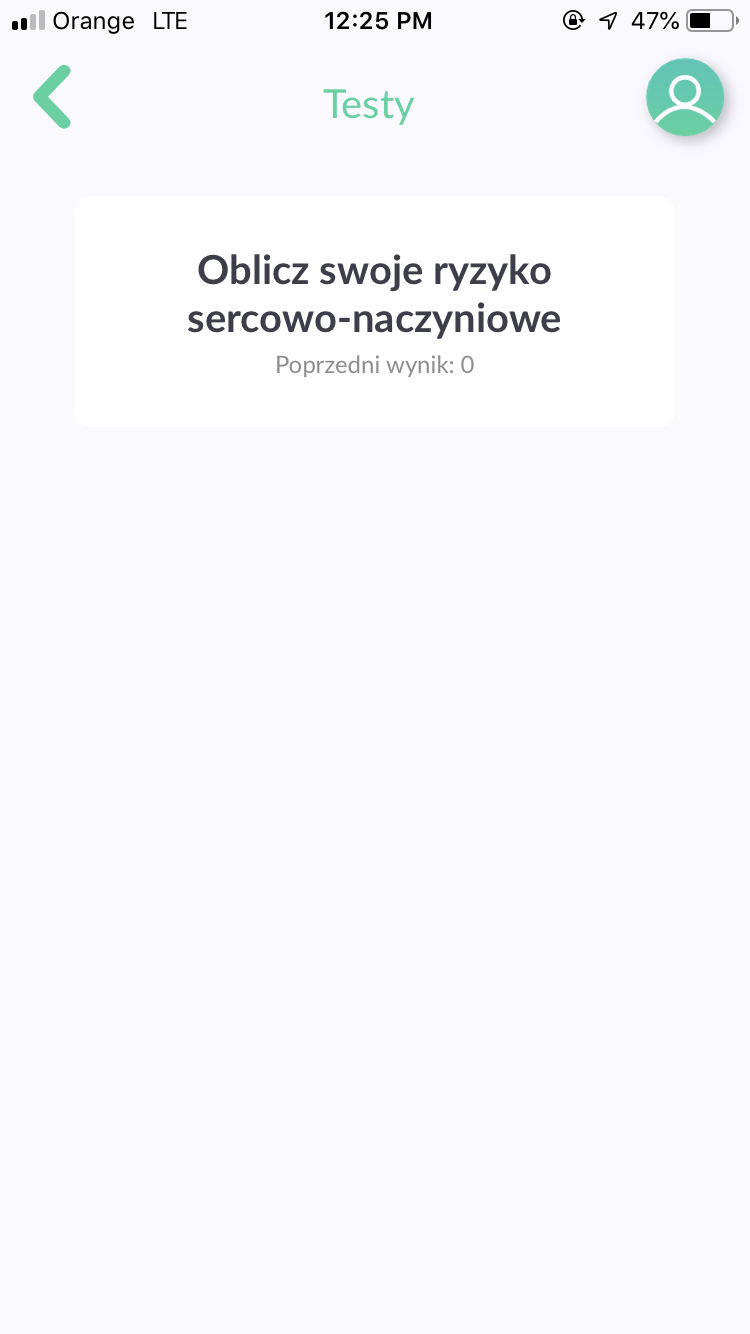 Orange LTE 12:25 PM 47%
Testy
Oblicz swoje ryzyko
sercowo-naczyniowe
Poprzedni wynik: 0